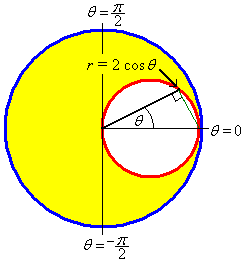 θ = π/2
r = 2 cos θ
θ
θ = 0
θ = -π/2